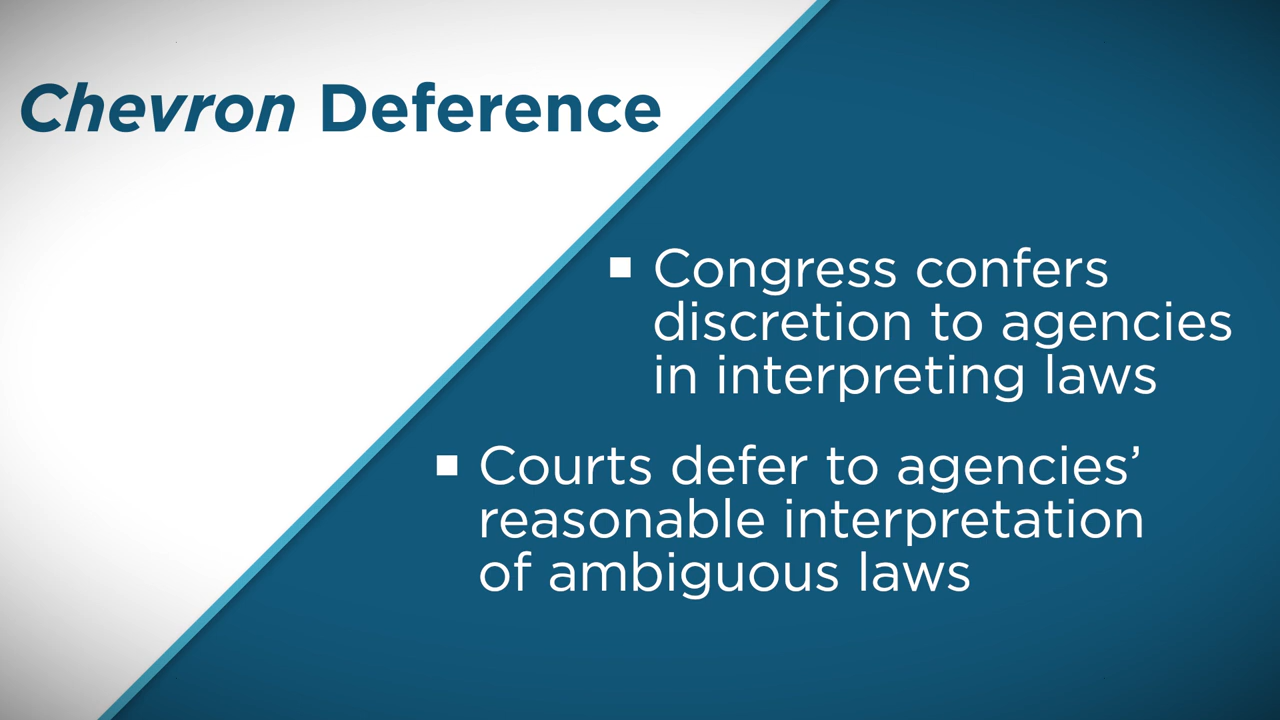 Chevron Deference
▪ Congress confers
discretion to agencies
in interpreting laws
▪ Courts defer to agencies’
reasonable interpretation
of ambiguous laws